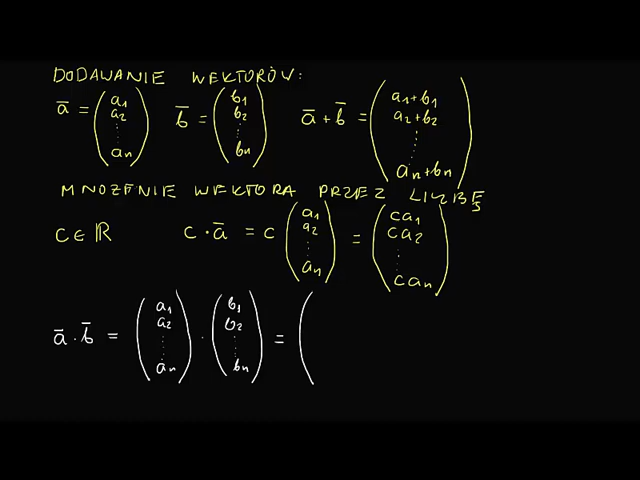 DODAWANIE WEKTORÓW:
a̅ = (a1 a2 ⋮ an) b̅ = (b1 b2 ⋮ bn) a̅ + b̅ = (a1+b1 a2+b2 ⋮ an+bn)
MNOŻENIE WEKTORA PRZEZ LICZBĘ
c ∈ ℝ c · a̅ = c (a1 a2 ⋮ an) = (ca1 ca2 ⋮ can)
a̅ · b̅ = (a1 a2 ⋮ an) · (b1 b2 ⋮ bn) = (